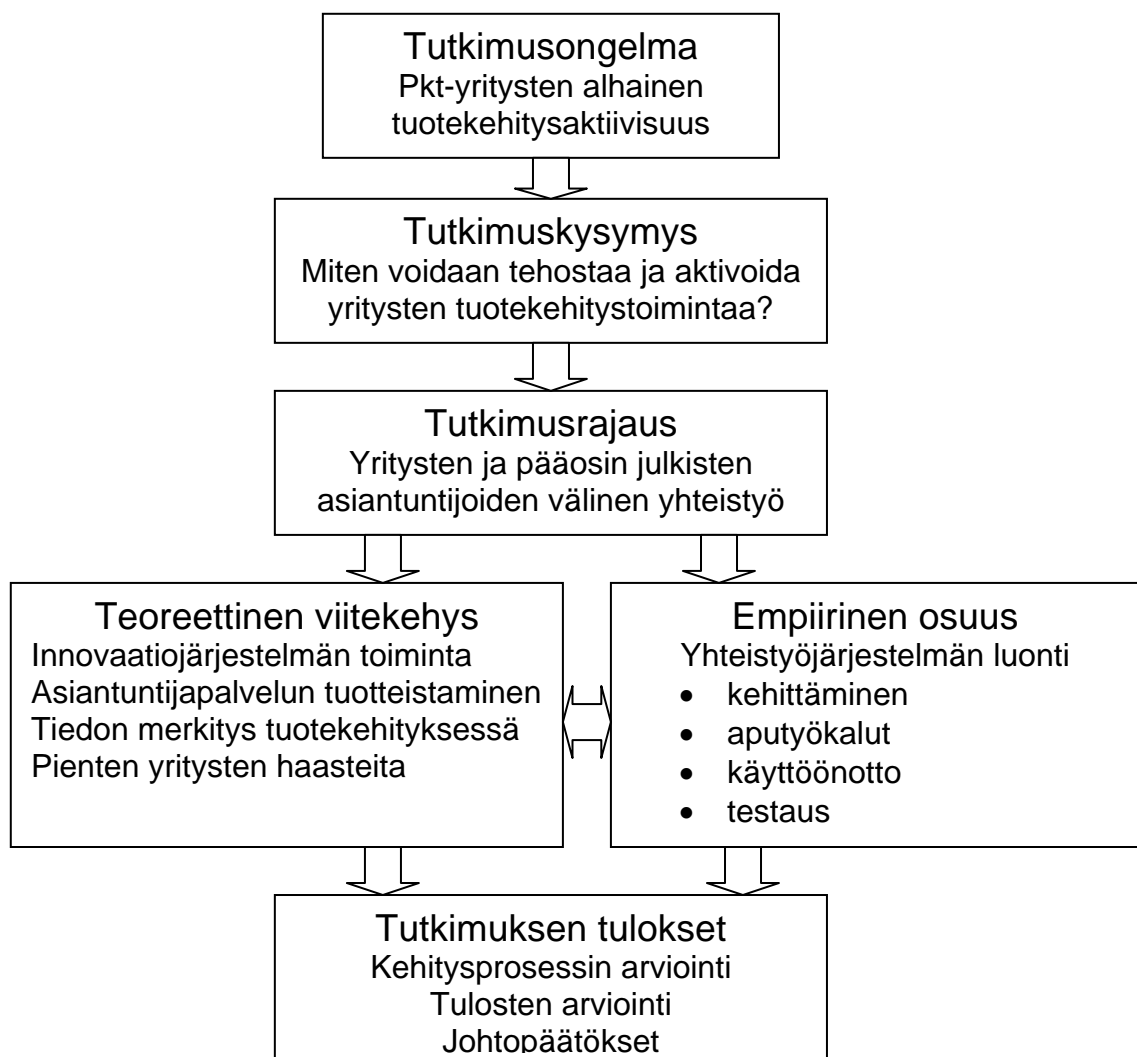 Tutkimusongelma
Pkt-yritysten alhainen
tuotekehitysaktiivisuus
Tutkimuskysymys
Miten voidaan tehostaa ja aktivoida
yritysten tuotekehitystoimintaa?
Tutkimusrajaus
Yritysten ja pääosin julkisten
asiantuntijoiden välinen yhteistyö
Teoreettinen viitekehys
Innovaatiojärjestelmän toiminta
Asiantuntijapalvelun tuotteistaminen
Tiedon merkitys tuotekehityksessä
Pienten yritysten haasteita
Empiirinen osuus
Yhteistyöjärjestelmän luonti
• kehittäminen
• aputyökalut
• käyttöönotto
• testaus
Tutkimuksen tulokset
Kehitysprosessin arviointi
Tulosten arviointi
Johtopäätökset